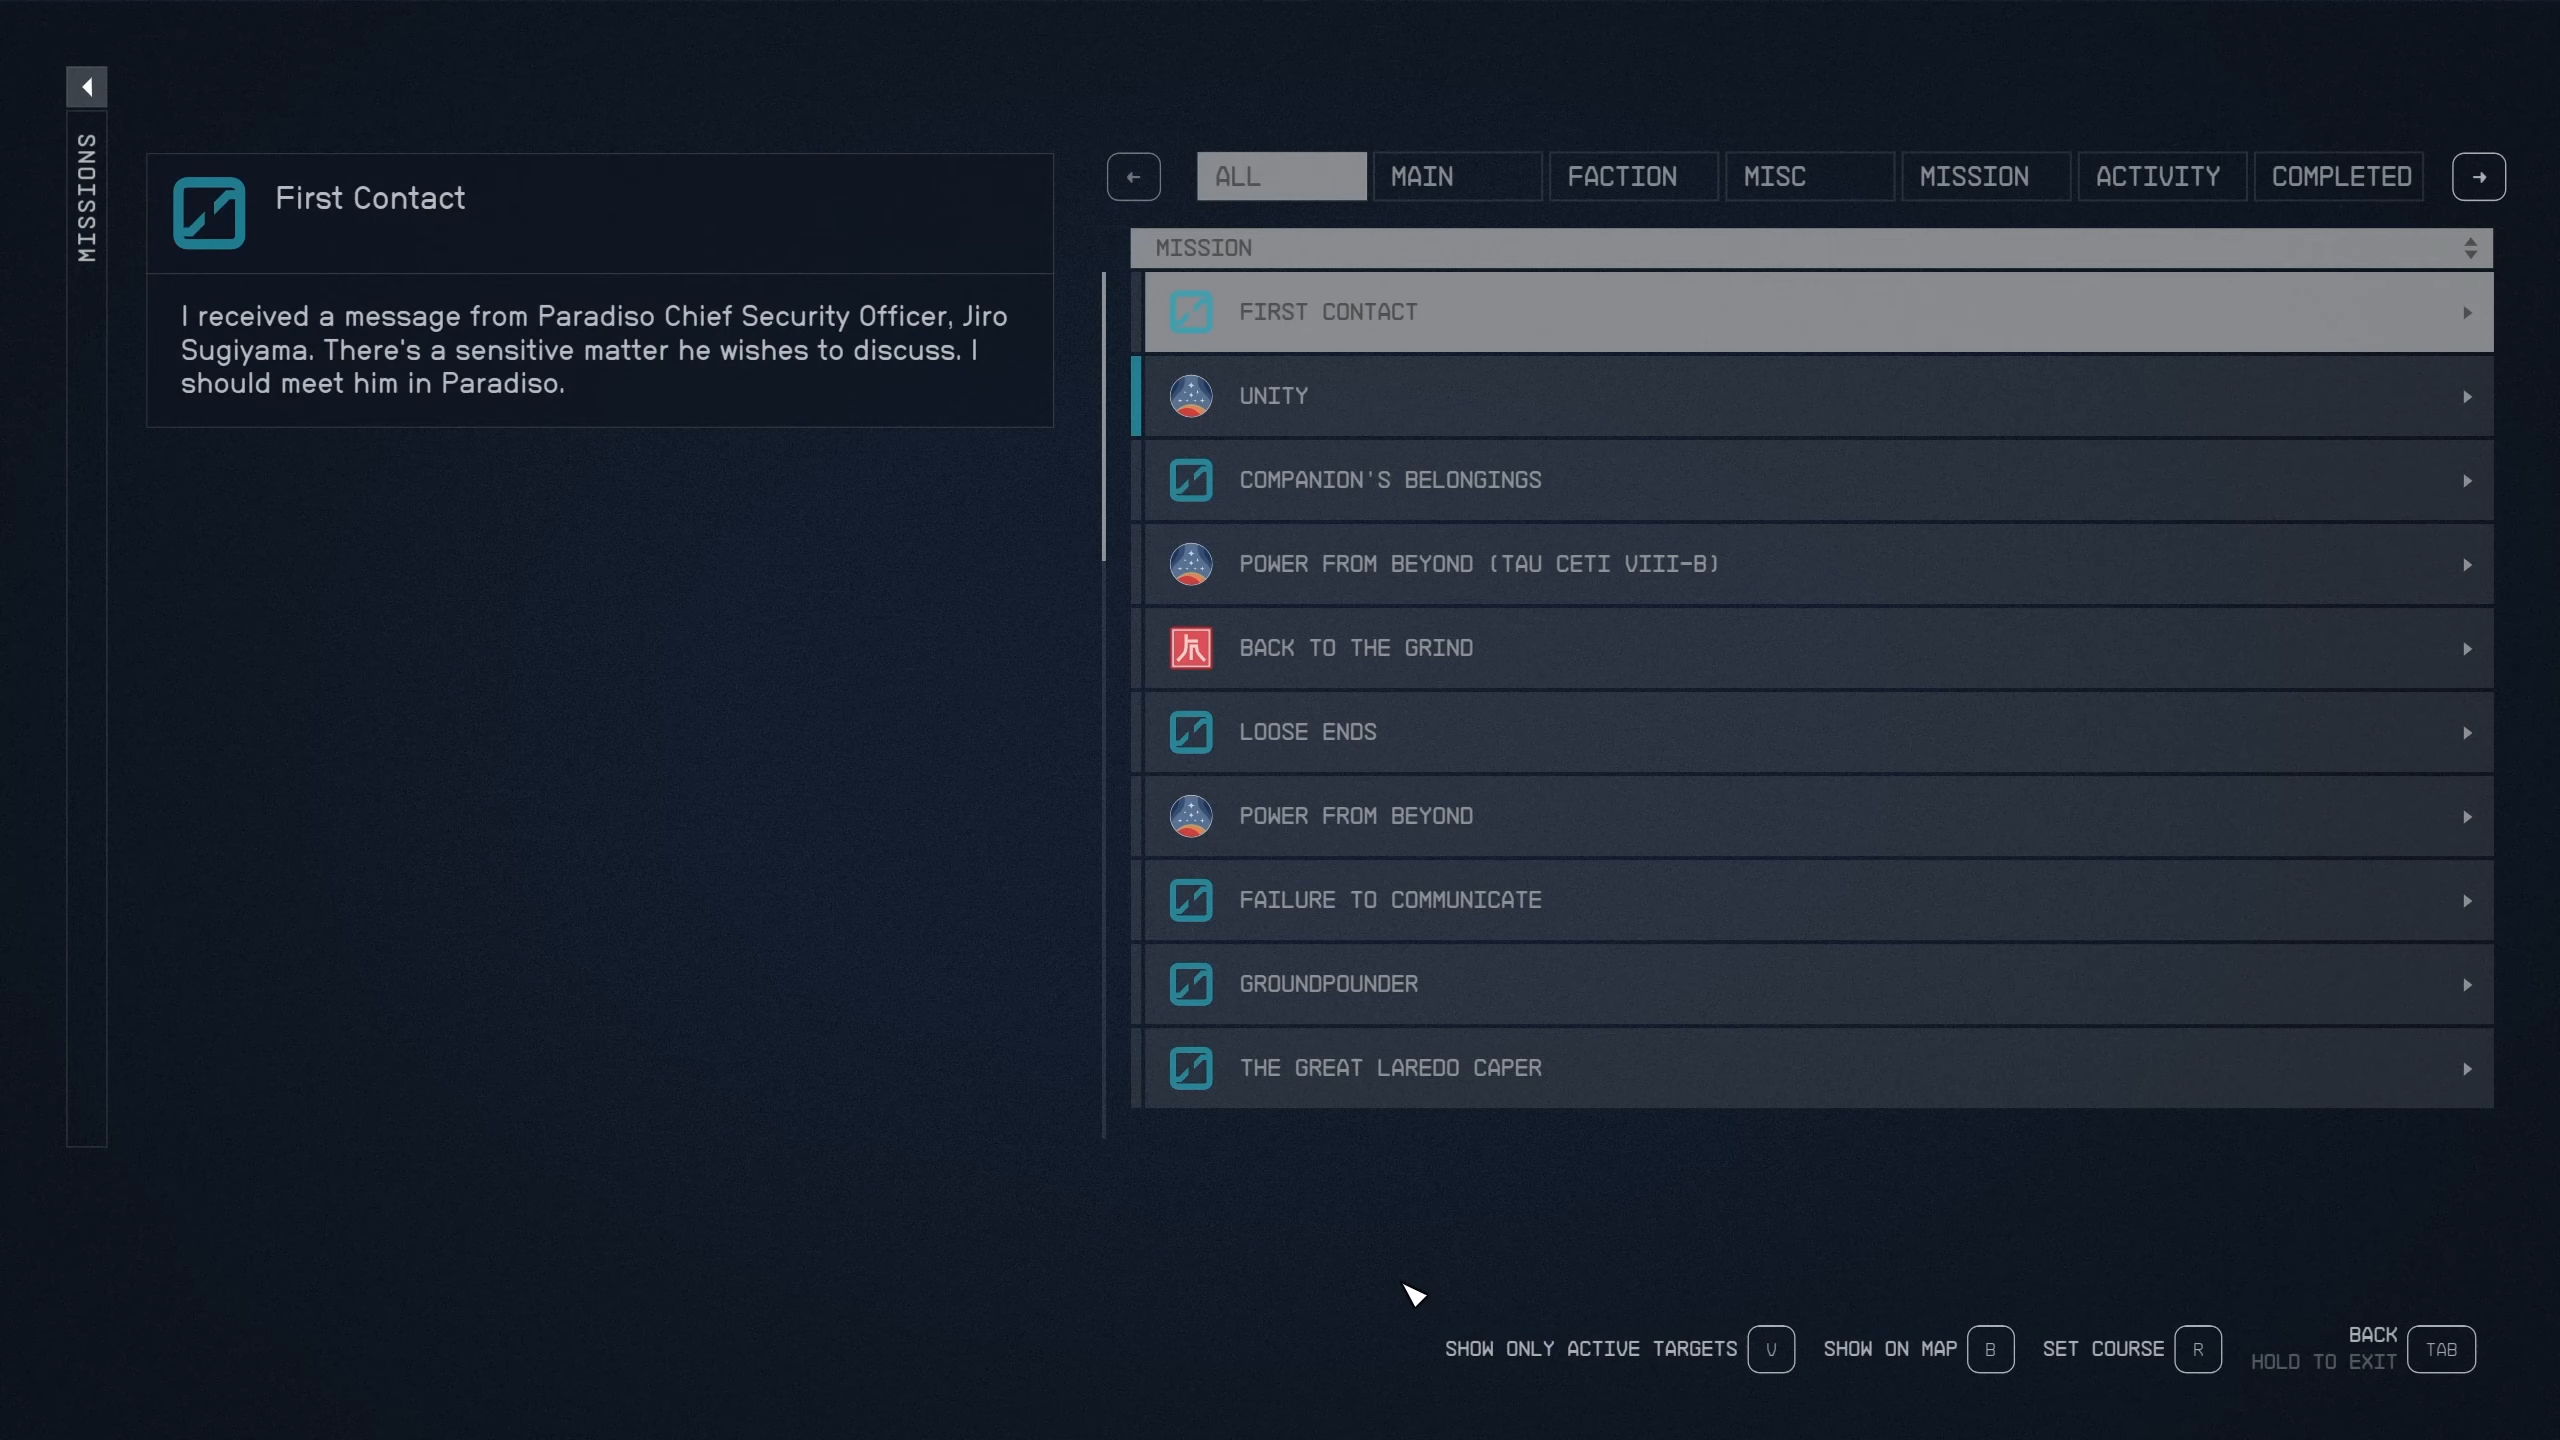 MISSIONS
First Contact
I received a message from Paradiso Chief Security Officer, Jiro
Sugiyama. There's a sensitive matter he wishes to discuss. I
should meet him in Paradiso.
ALL
MAIN
FACTION
MISC
MISSION
ACTIVITY
COMPLETED
MISSION
FIRST CONTACT
UNITY
COMPANION'S BELONGINGS
POWER FROM BEYOND (TAU CETI VIII-B)
BACK TO THE GRIND
LOOSE ENDS
POWER FROM BEYOND
FAILURE TO COMMUNICATE
GROUNDPOUNDER
THE GREAT LAREDO CAPER
SHOW ONLY ACTIVE TARGETS V
SHOW ON MAP B
SET COURSE R
BACK TAB
HOLD TO EXIT